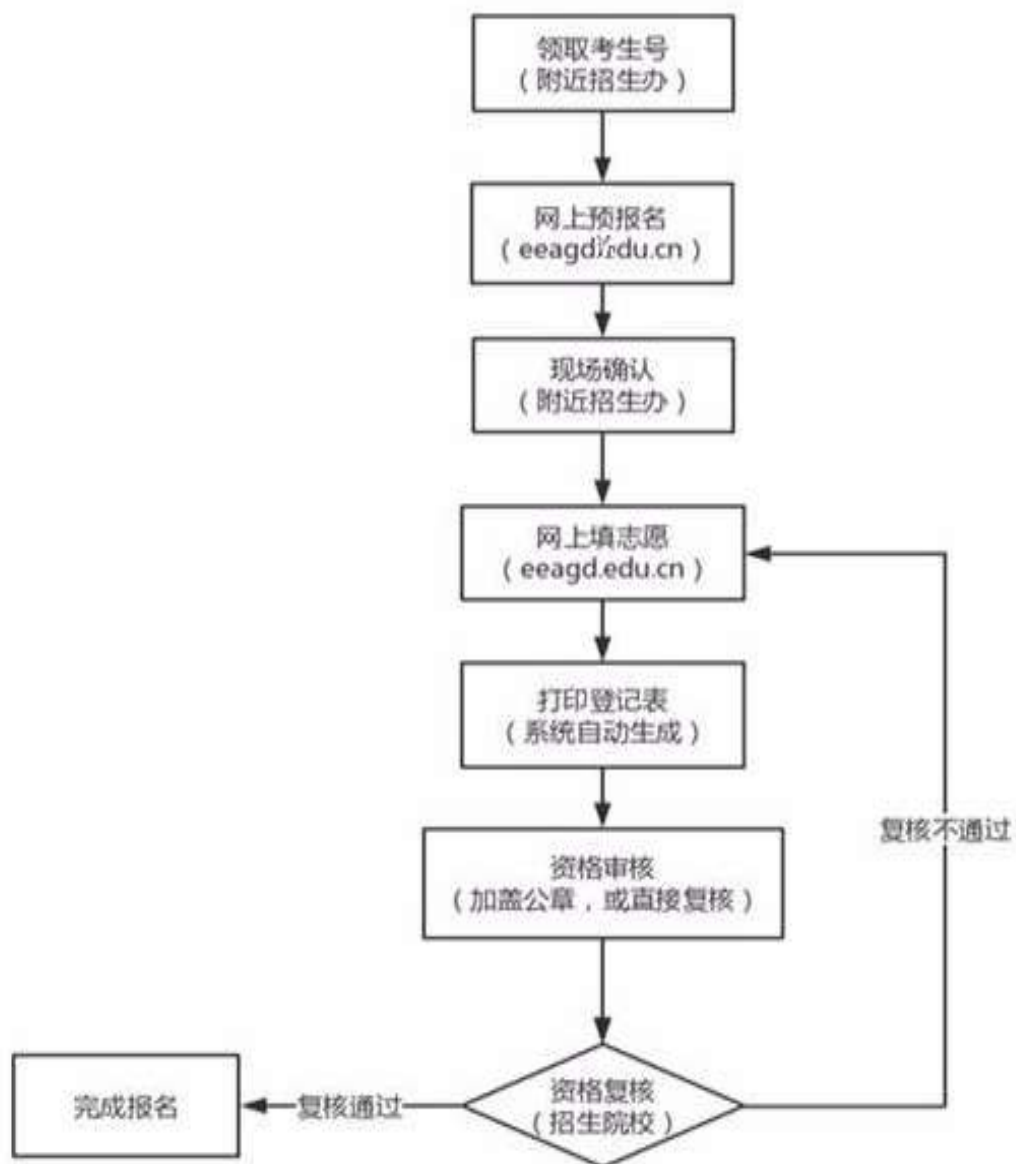 领取考生号
（附近招生办）
网上预报名
（eeagd.edu.cn）
现场确认
（附近招生办）
网上填志愿
（eeagd.edu.cn）
打印登记表
（系统自动生成）
资格审核
（加盖公章，或直接复核）
复核不通过
资格复核
（招生院校）
复核通过
完成报名